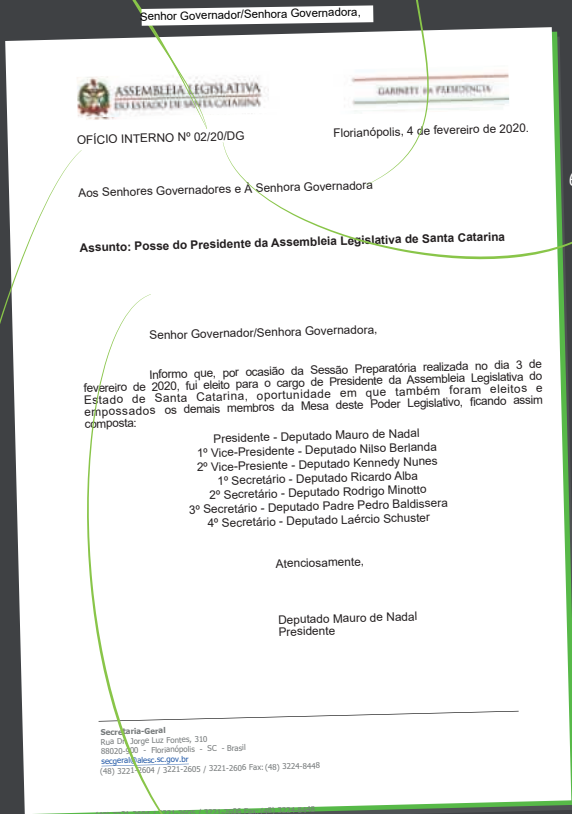 Senhor Governador/Senhora Governadora,
ASSEMBLEIA LEGISLATIVA
DO ESTADO DE SANTA CATARINA
GABINETE DA PRESIDÊNCIA
OFÍCIO INTERNO Nº 02/20/DG
Florianópolis, 4 de fevereiro de 2020.
Aos Senhores Governadores e À Senhora Governadora
Assunto: Posse do Presidente da Assembleia Legislativa de Santa Catarina
Senhor Governador/Senhora Governadora,
Informo que, por ocasião da Sessão Preparatória realizada no dia 3 de
fevereiro de 2020, fui eleito para o cargo de Presidente da Assembleia Legislativa do
Estado de Santa Catarina, oportunidade em que também foram eleitos e
empossados os demais membros da Mesa deste Poder Legislativo, ficando assim
composta:
Presidente - Deputado Mauro de Nadal
1º Vice-Presidente - Deputado Nilso Berlanda
2º Vice-Presiente - Deputado Kennedy Nunes
1º Secretário - Deputado Ricardo Alba
2º Secretário - Deputado Rodrigo Minotto
3º Secretário - Deputado Padre Pedro Baldissera
4º Secretário - Deputado Laércio Schuster
Atenciosamente,
Deputado Mauro de Nadal
Presidente
Secretaria-Geral
Rua Dr. Jorge Luz Fontes, 310
88020-900 - Florianópolis - SC - Brasil
secgeral@alesc.sc.gov.br
(48) 3221-2604 / 3221-2605 / 3221-2606 Fax: (48) 3224-8448